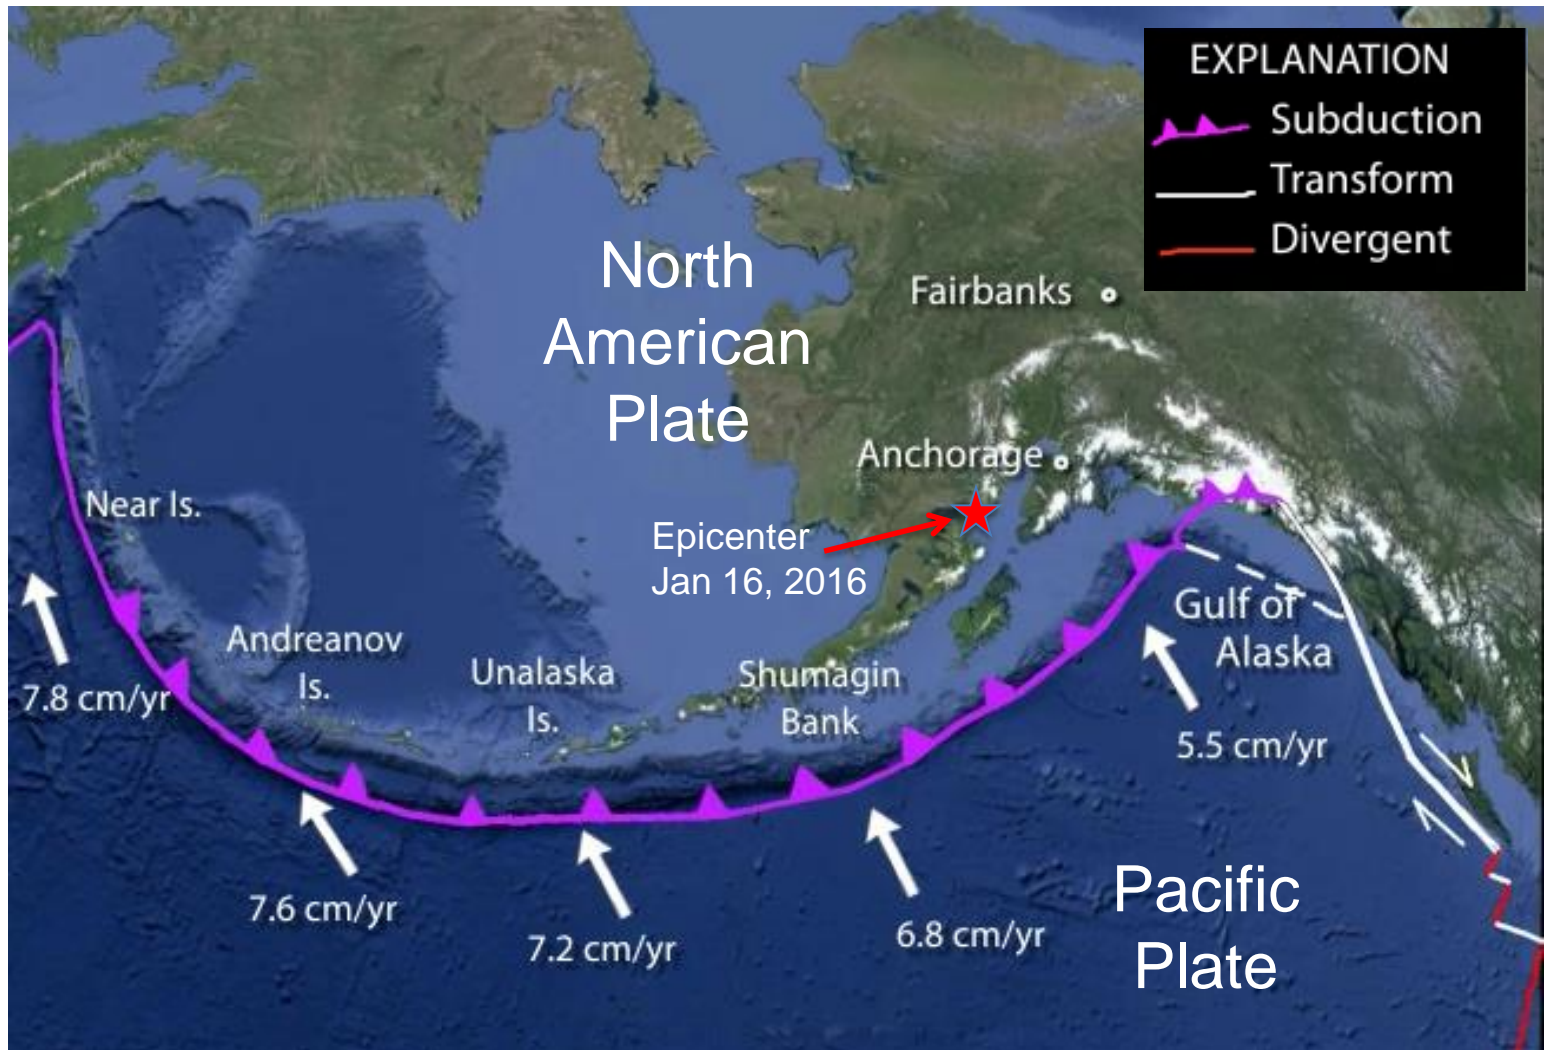 EXPLANATION
Subduction
Transform
Divergent
North
American
Plate
Fairbanks
Anchorage
Near Is.
Epicenter
Jan 16, 2016
Gulf of
Alaska
Andreanov
Is.
Unalaska
Is.
Shumagin
Bank
7.8 cm/yr
5.5 cm/yr
7.6 cm/yr
7.2 cm/yr
6.8 cm/yr
Pacific
Plate